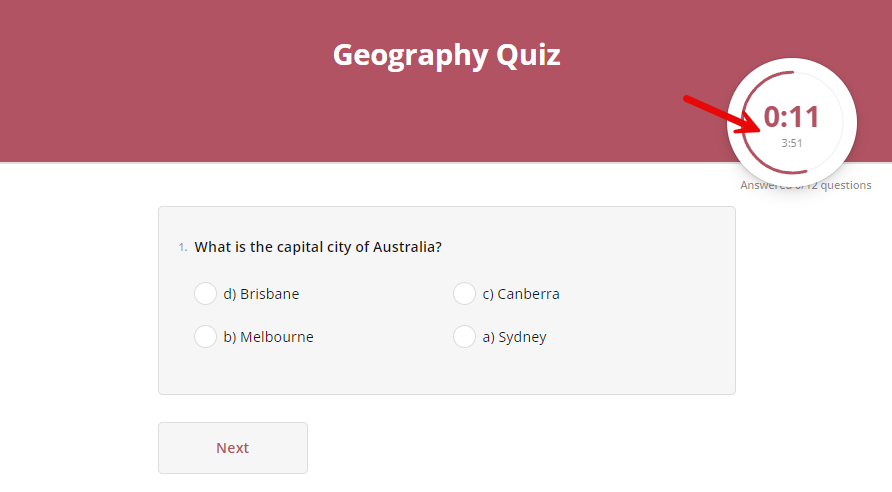 Geography Quiz
0:11
3:51
Answered 0/12 questions
1. What is the capital city of Australia?
d) Brisbane
c) Canberra
b) Melbourne
a) Sydney
Next